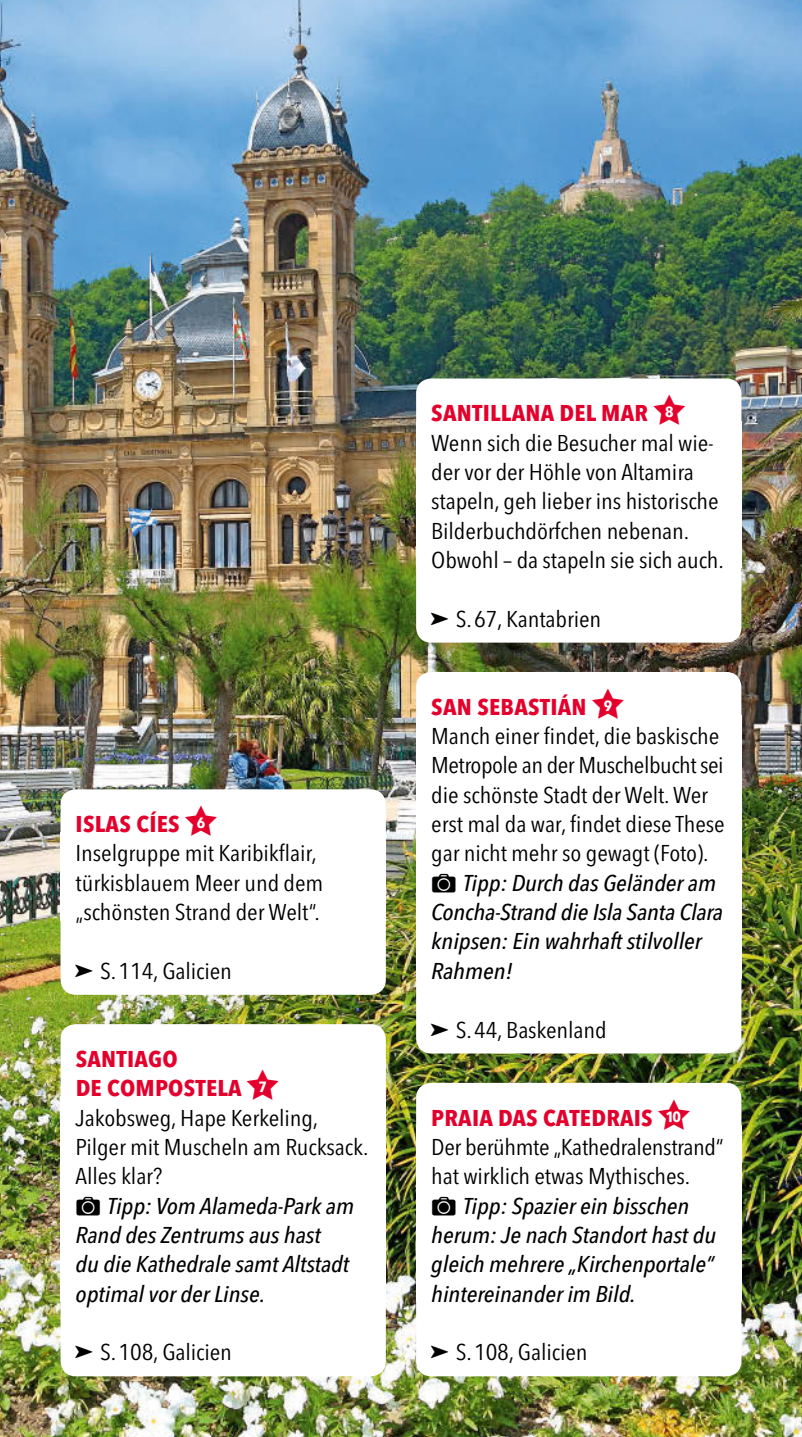 ISLAS CÍES 6
Inselgruppe mit Karibikflair,
türkisblauem Meer und dem
„schönsten Strand der Welt“.
➤ S. 114, Galicien
SANTIAGO
DE COMPOSTELA 7
Jakobsweg, Hape Kerkeling,
Pilger mit Muscheln am Rucksack.
Alles klar?
Tipp: Vom Alameda-Park am
Rand des Zentrums aus hast
du die Kathedrale samt Altstadt
optimal vor der Linse.
➤ S. 108, Galicien
SANTILLANA DEL MAR 8
Wenn sich die Besucher mal wie-
der vor der Höhle von Altamira
stapeln, geh lieber ins historische
Bilderbuchdörfchen nebenan.
Obwohl – da stapeln sie sich auch.
➤ S. 67, Kantabrien
SAN SEBASTIÁN 9
Manch einer findet, die baskische
Metropole an der Muschelbucht sei
die schönste Stadt der Welt. Wer
erst mal da war, findet diese These
gar nicht mehr so gewagt (Foto).
Tipp: Durch das Geländer am
Concha-Strand die Isla Santa Clara
knipsen: Ein wahrhaft stilvoller
Rahmen!
➤ S. 44, Baskenland
PRAIA DAS CATEDRAIS 10
Der berühmte „Kathedralenstrand“
hat wirklich etwas Mythisches.
Tipp: Spazier ein bisschen
herum: Je nach Standort hast du
gleich mehrere „Kirchenportale“
hintereinander im Bild.
➤ S. 108, Galicien